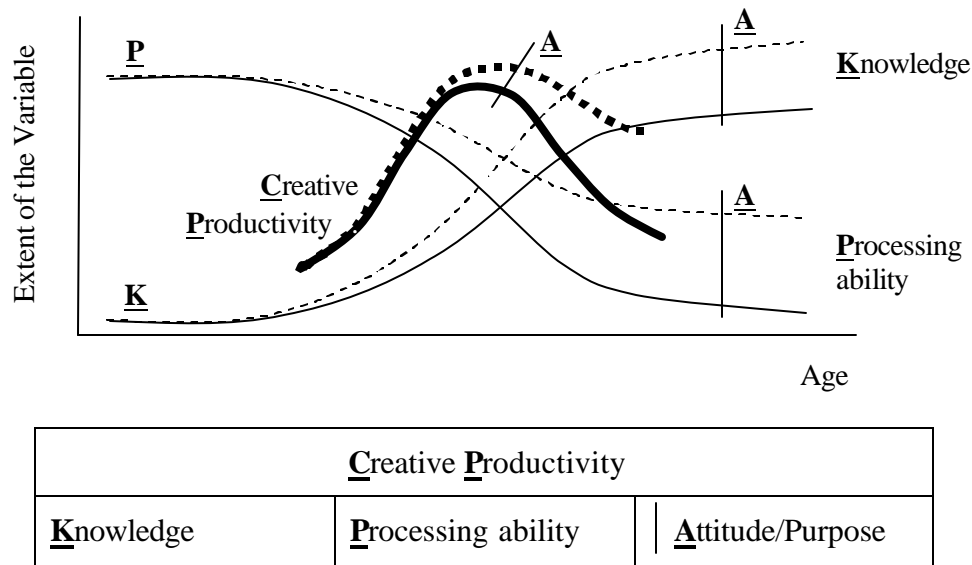 Extent of the Variable
P
A
A
Knowledge
Creative
Productivity
A
Processing
ability
K
Age
Creative Productivity
Knowledge
Processing ability
Attitude/Purpose